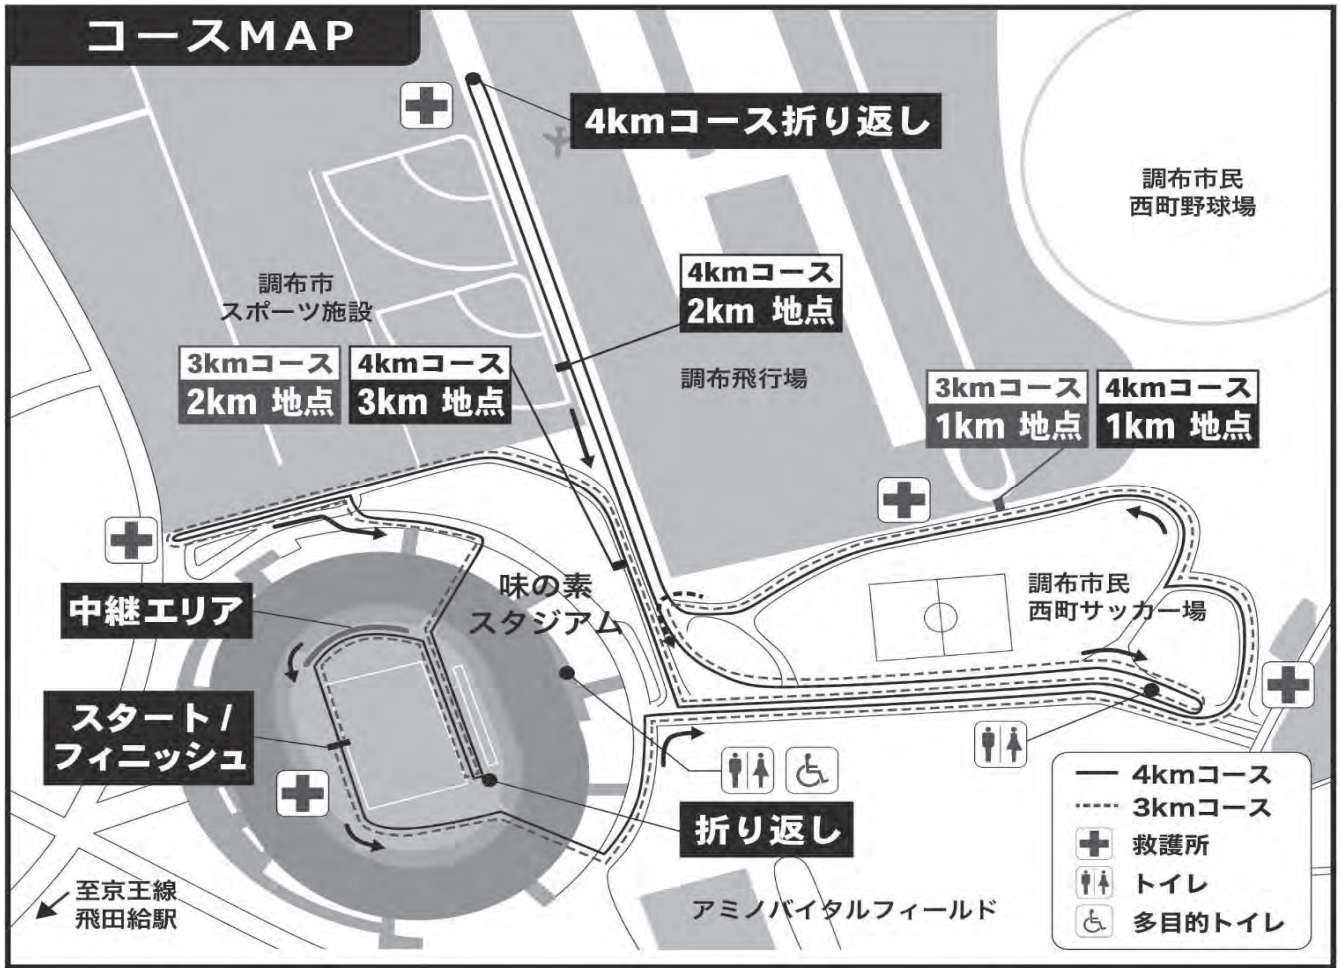 コースMAP
4kmコース折り返し
調布市民
西町野球場
調布市
スポーツ施設
4kmコース
2km 地点
3kmコース
2km 地点
4kmコース
3km 地点
調布飛行場
3kmコース
1km 地点
4kmコース
1km 地点
中継エリア
味の素
スタジアム
調布市民
西町サッカー場
スタート/
フィニッシュ
折り返し
至京王線
飛田給駅
アミノバイタルフィールド
4kmコース
3kmコース
救護所
トイレ
多目的トイレ